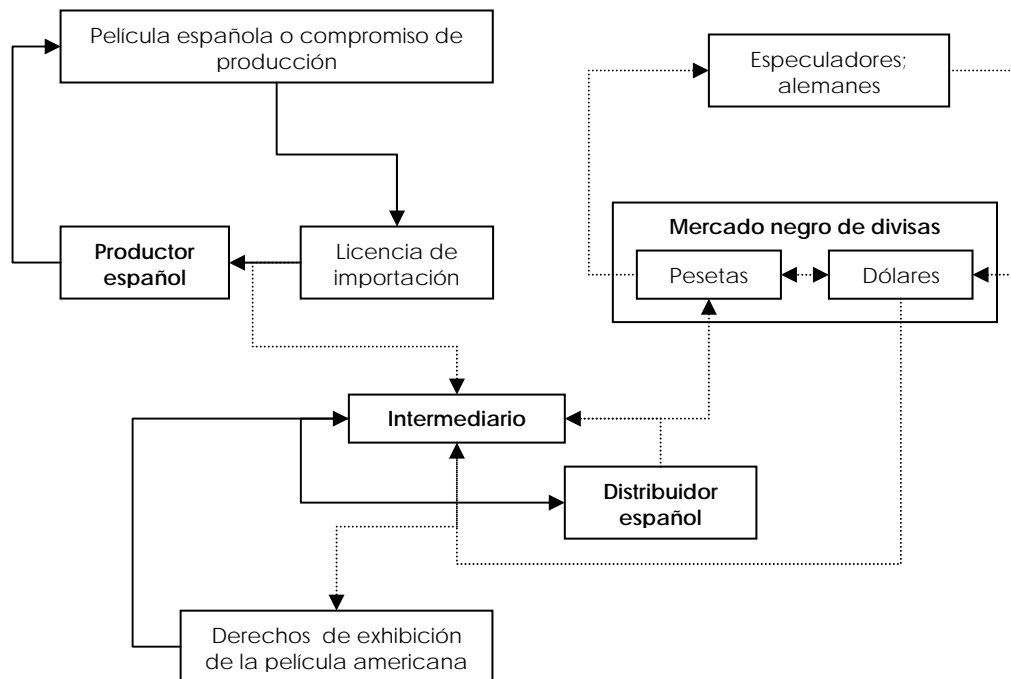 Película española o compromiso de
producción
Especuladores;
alemanes
Mercado negro de divisas
Productor
español
Licencia de
importación
Pesetas
Dólares
Intermediario
Distribuidor
español
Derechos de exhibición
de la película americana